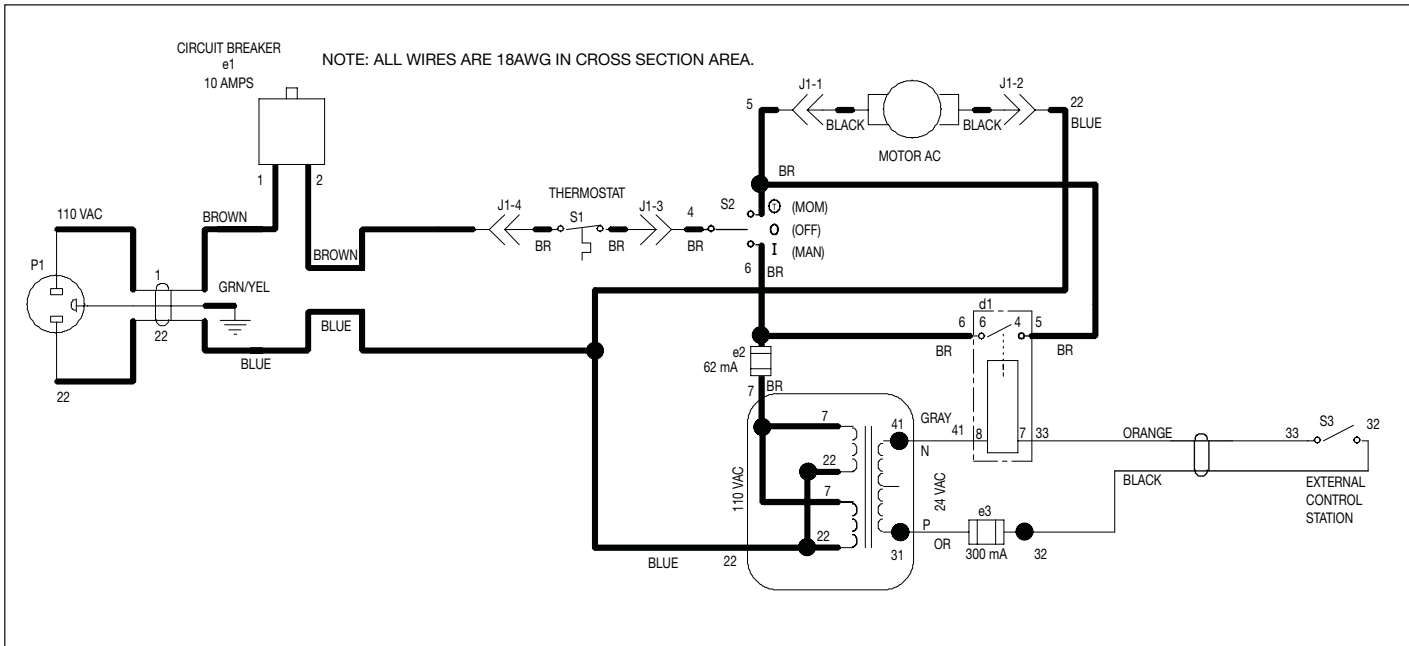 CIRCUIT BREAKER
e1
10 AMPS
NOTE: ALL WIRES ARE 18AWG IN CROSS SECTION AREA.
J1-1
J1-2
5
22
BLACK
BLACK
BLUE
MOTOR AC
1
2
BR
THERMOSTAT
110 VAC
BROWN
J1-4
S1
J1-3
4
S2
T (MOM)
O (OFF)
I (MAN)
BR
BR
BR
BROWN
6
BR
P1
1
GRN/YEL
22
BLUE
BLUE
22
d1
6
6
4
5
BR
BR
e2
62 mA
7
BR
7
41
GRAY
41
8
7
33
ORANGE
33
S3
32
N
22
110 VAC
7
24 VAC
BLACK
EXTERNAL
CONTROL
STATION
P
e3
22
OR
300 mA
32
31
BLUE
22